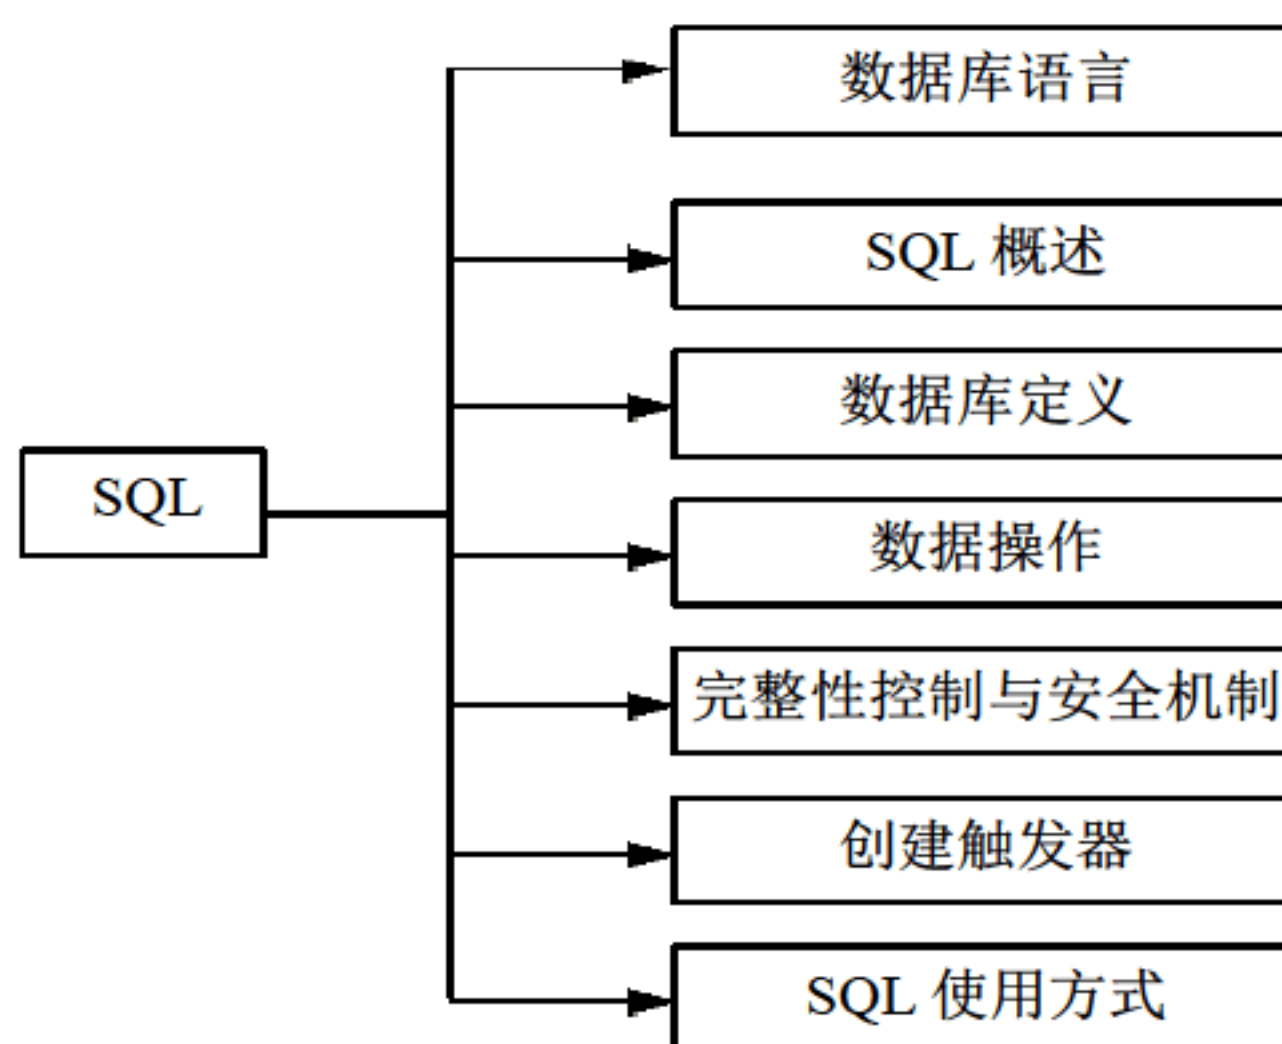 数据库语言
SQL 概述
数据库定义
SQL
数据操作
完整性控制与安全机制
创建触发器
SQL 使用方式